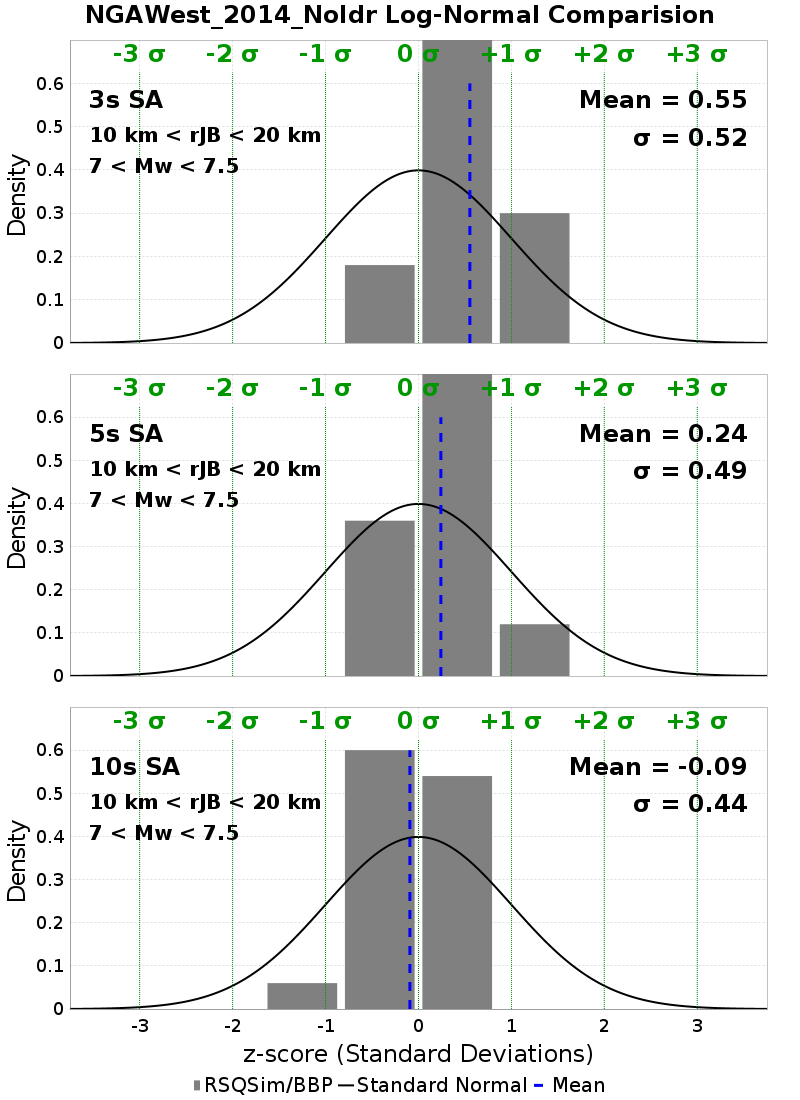 NGAWest_2014_NoIdr Log-Normal Comparision
-3 σ -2 σ -1 σ 0 σ +1 σ +2 σ +3 σ
3s SA
Mean = 0.55
10 km < rJB < 20 km
σ = 0.52
7 < Mw < 7.5
0.6
0.5
0.4
0.3
0.2
0.1
0
Density
-3 σ -2 σ -1 σ 0 σ +1 σ +2 σ +3 σ
5s SA
Mean = 0.24
10 km < rJB < 20 km
σ = 0.49
7 < Mw < 7.5
0.6
0.5
0.4
0.3
0.2
0.1
0
Density
-3 σ -2 σ -1 σ 0 σ +1 σ +2 σ +3 σ
10s SA
Mean = -0.09
10 km < rJB < 20 km
σ = 0.44
7 < Mw < 7.5
0.6
0.5
0.4
0.3
0.2
0.1
0
Density
-3 -2 -1 0 1 2 3
z-score (Standard Deviations)
RSQSim/BBP Standard Normal Mean